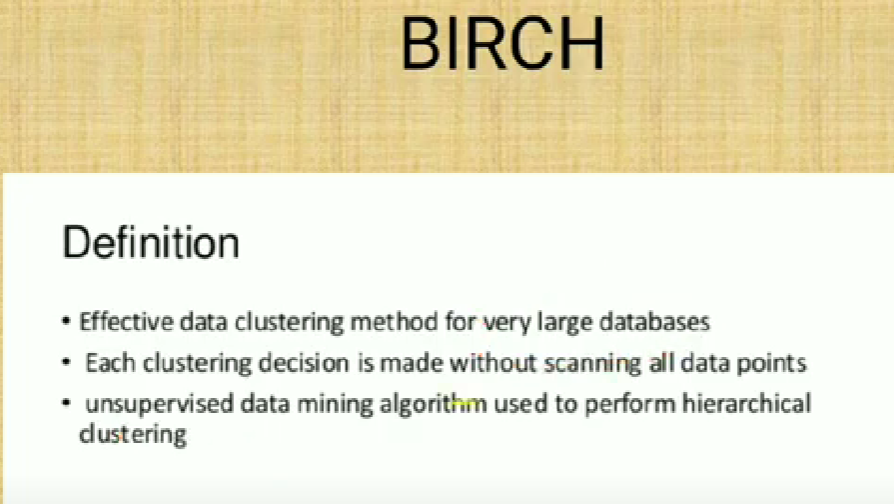 BIRCH
Definition
• Effective data clustering method for very large databases
• Each clustering decision is made without scanning all data points
• unsupervised data mining algorithm used to perform hierarchical
clustering